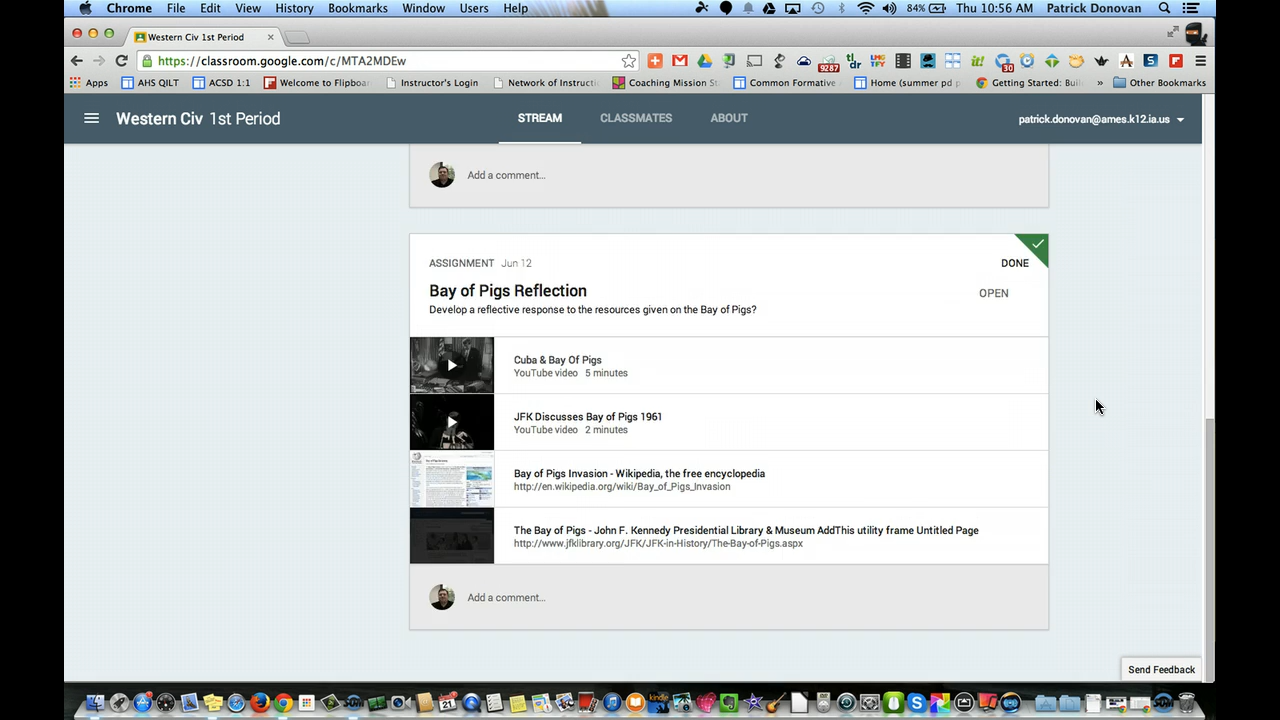 Chrome File Edit View History Bookmarks Window Users Help 84% Thu 10:56 AM Patrick Donovan
Western Civ 1st Period
https://classroom.google.com/c/MTA2MDEw 9287 tldr 30
Apps AHS QILT ACSD 1:1 Welcome to Flipboa Instructor's Login Network of Instructi Coaching Mission St Common Formative A Home (summer pd p Getting Started: Buil » Other Bookmarks
Western Civ 1st Period STREAM CLASSMATES ABOUT patrick.donovan@ames.k12.ia.us
Add a comment...
ASSIGNMENT Jun 12 DONE
Bay of Pigs Reflection OPEN
Develop a reflective response to the resources given on the Bay of Pigs?
Cuba & Bay Of Pigs
YouTube video 5 minutes
JFK Discusses Bay of Pigs 1961
YouTube video 2 minutes
Bay of Pigs Invasion - Wikipedia, the free encyclopedia
http://en.wikipedia.org/wiki/Bay_of_Pigs_Invasion
The Bay of Pigs - John F. Kennedy Presidential Library & Museum AddThis utility frame Untitled Page
http://www.jfklibrary.org/JFK/JFK-in-History/The-Bay-of-Pigs.aspx
Add a comment...
Send Feedback
kindle